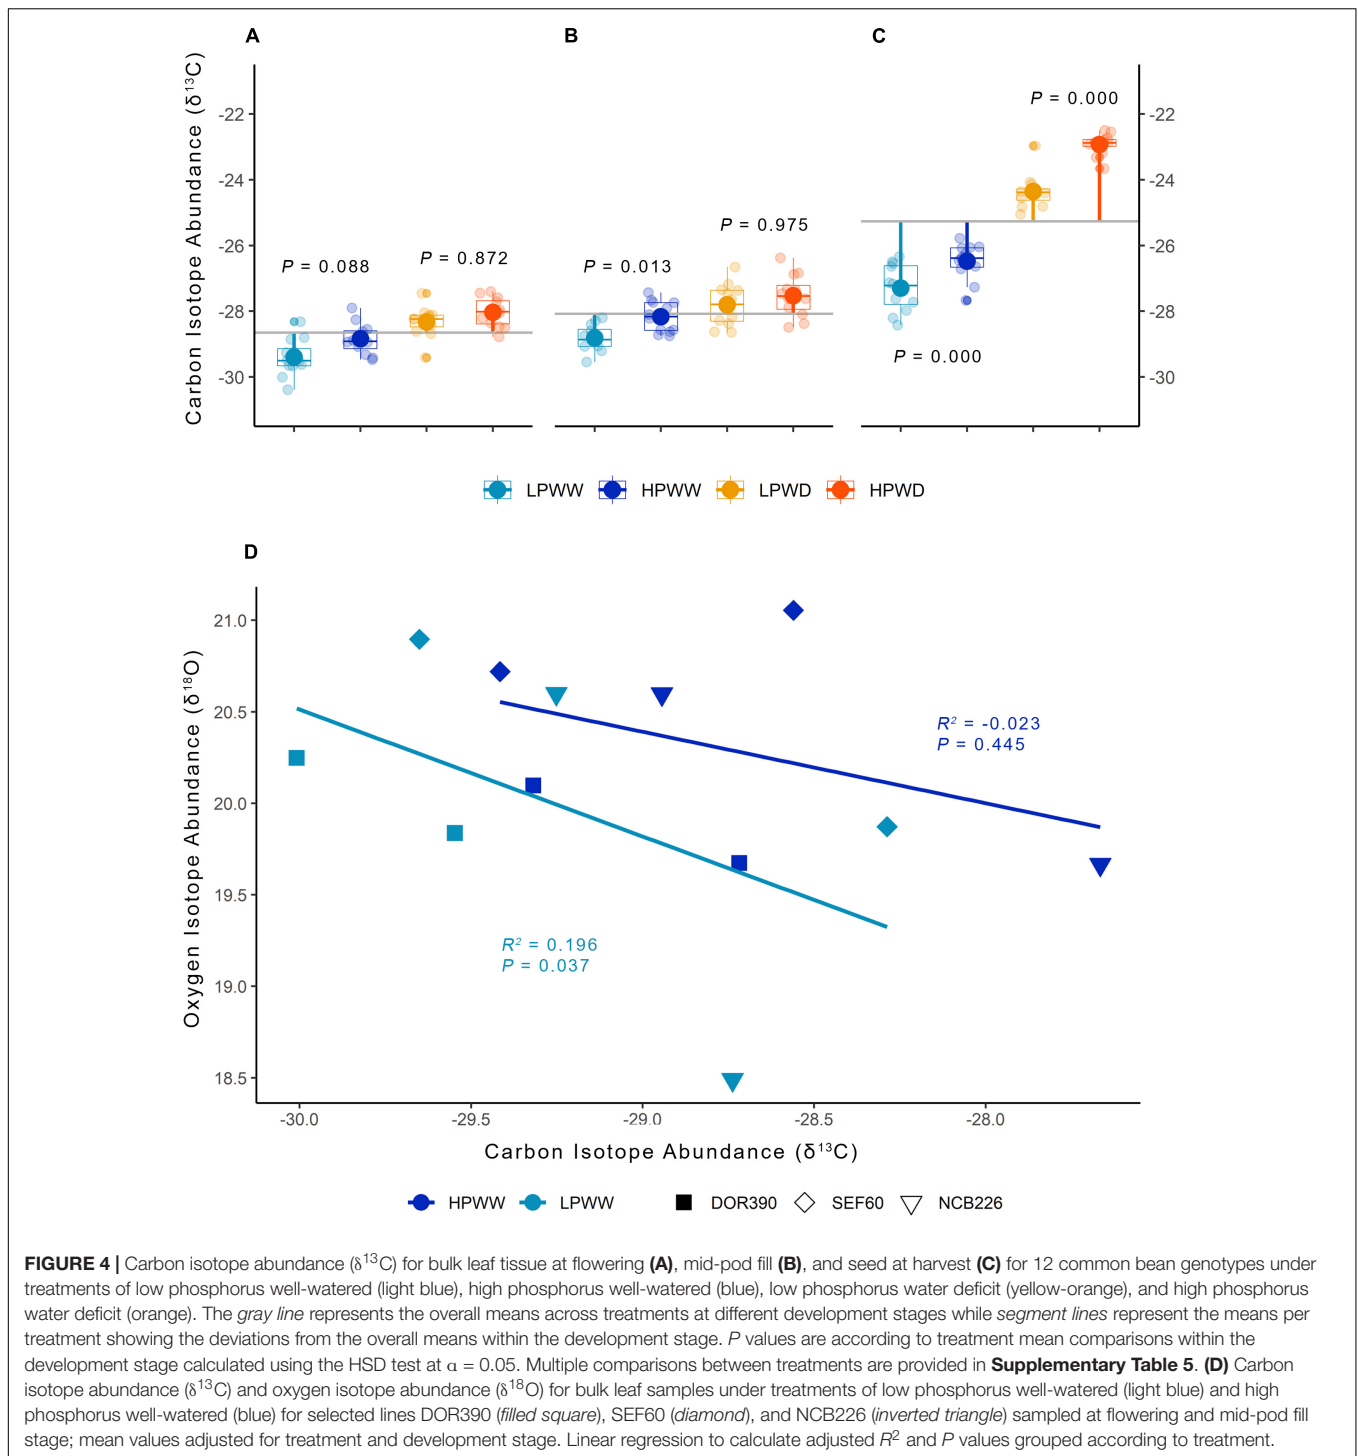 A B C
Carbon Isotope Abundance (δ¹³C)
-22
-24
-26
-28
-30
P = 0.088
P = 0.872
P = 0.013
P = 0.975
P = 0.000
P = 0.000
-22
-24
-26
-28
-30
LPWW HPWW LPWD HPWD
D
Oxygen Isotope Abundance (δ¹⁸O)
21.0
20.5
20.0
19.5
19.0
18.5
R² = -0.023
P = 0.445
R² = 0.196
P = 0.037
-30.0 -29.5 -29.0 -28.5 -28.0
Carbon Isotope Abundance (δ¹³C)
HPWW LPWW DOR390 SEF60 NCB226
FIGURE 4 | Carbon isotope abundance (δ¹³C) for bulk leaf tissue at flowering (A), mid-pod fill (B), and seed at harvest (C) for 12 common bean genotypes under
treatments of low phosphorus well-watered (light blue), high phosphorus well-watered (blue), low phosphorus water deficit (yellow-orange), and high phosphorus
water deficit (orange). The gray line represents the overall means across treatments at different development stages while segment lines represent the means per
treatment showing the deviations from the overall means within the development stage. P values are according to treatment mean comparisons within the
development stage calculated using the HSD test at α = 0.05. Multiple comparisons between treatments are provided in Supplementary Table 5. (D) Carbon
isotope abundance (δ¹³C) and oxygen isotope abundance (δ¹⁸O) for bulk leaf samples under treatments of low phosphorus well-watered (light blue) and high
phosphorus well-watered (blue) for selected lines DOR390 (filled square), SEF60 (diamond), and NCB226 (inverted triangle) sampled at flowering and mid-pod fill
stage; mean values adjusted for treatment and development stage. Linear regression to calculate adjusted R² and P values grouped according to treatment.